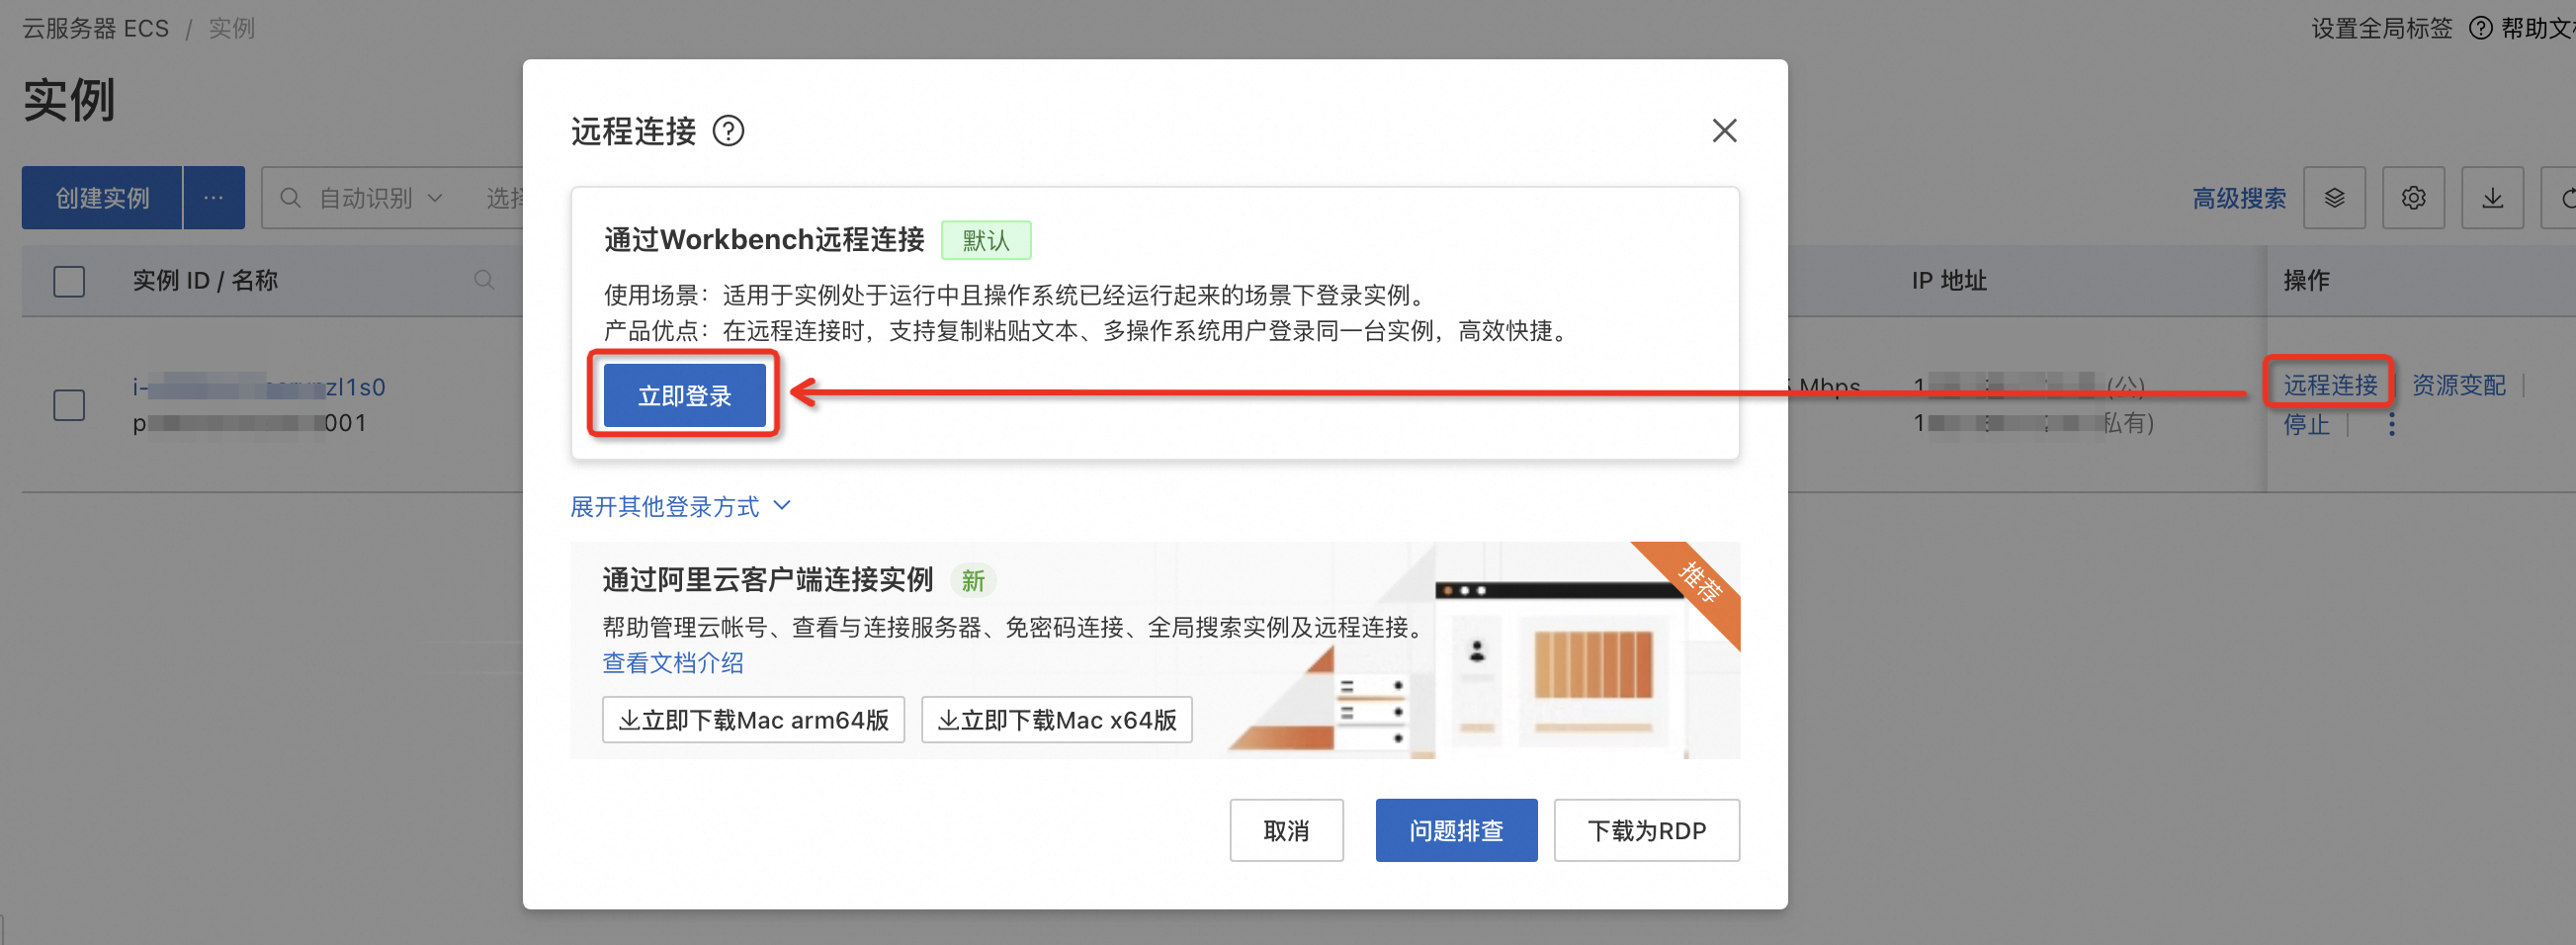 云服务器 ECS / 实例
设置全局标签 帮助文
实例
远程连接
创建实例 ... 自动识别 选择
高级搜索
通过Workbench远程连接 默认
实例 ID / 名称
IP 地址 操作
使用场景：适用于实例处于运行中且操作系统已经运行起来的场景下登录实例。
产品优点：在远程连接时，支持复制粘贴文本、多操作系统用户登录同一台实例，高效快捷。
i- zl1s0
Mbps 1 (公)
远程连接 资源变配
立即登录
p 001
1 私有)
停止
展开其他登录方式
通过阿里云客户端连接实例 新
推荐
帮助管理云帐号、查看与连接服务器、免密码连接、全局搜索实例及远程连接。
查看文档介绍
立即下载Mac arm64版 立即下载Mac x64版
取消 问题排查 下载为RDP